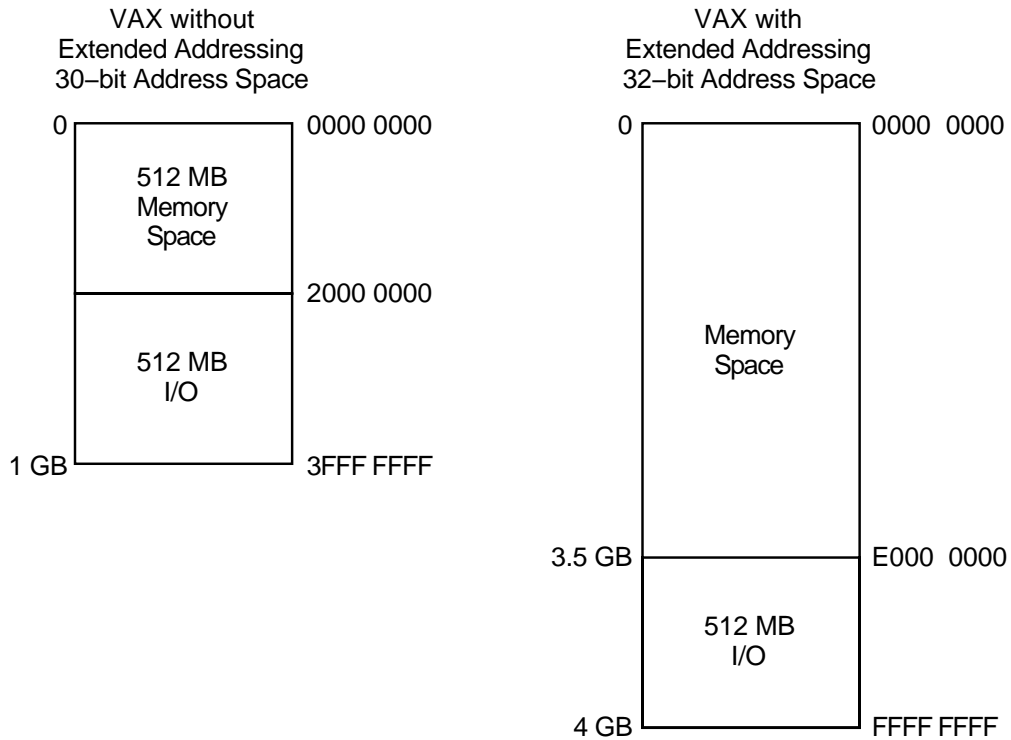 VAX without
Extended Addressing
30–bit Address Space
0
0000 0000
512 MB
Memory
Space
2000 0000
512 MB
I/O
1 GB
3FFF FFFF
VAX with
Extended Addressing
32–bit Address Space
0
0000 0000
Memory
Space
3.5 GB
E000 0000
512 MB
I/O
4 GB
FFFF FFFF